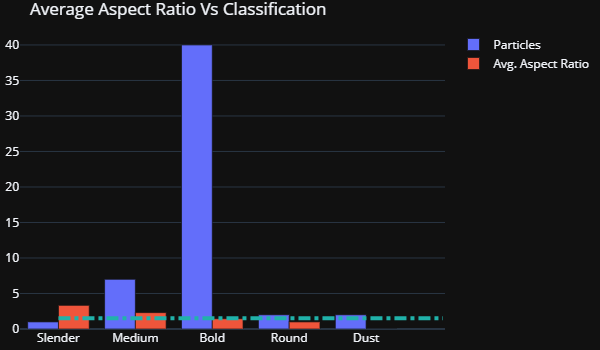 Average Aspect Ratio Vs Classification
40
35
30
25
20
15
10
5
0
Slender Medium Bold Round Dust
Particles
Avg. Aspect Ratio